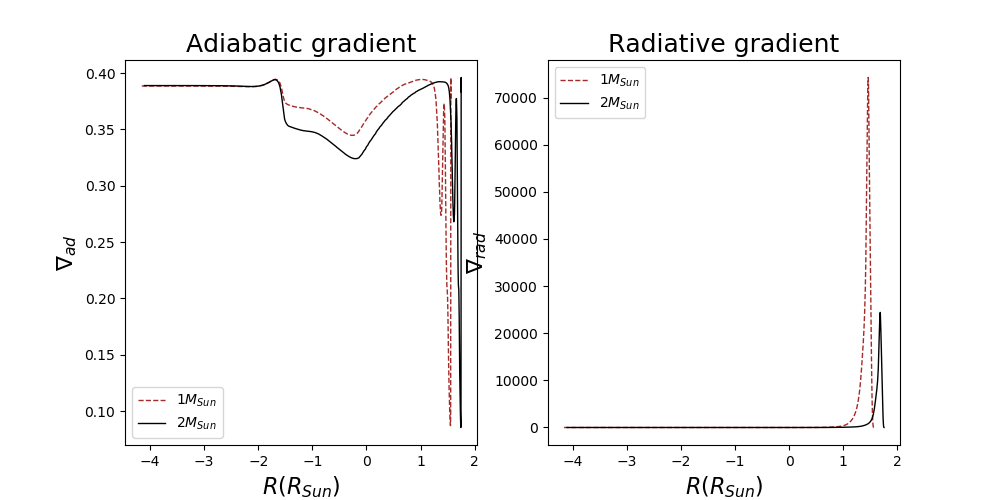 Adiabatic gradient
∇ad
0.40
0.35
0.30
0.25
0.20
0.15
0.10
1MSun
2MSun
−4
−3
−2
−1
0
1
2
R(RSun)
Radiative gradient
∇rad
70000
60000
50000
40000
30000
20000
10000
0
1MSun
2MSun
−4
−3
−2
−1
0
1
2
R(RSun)